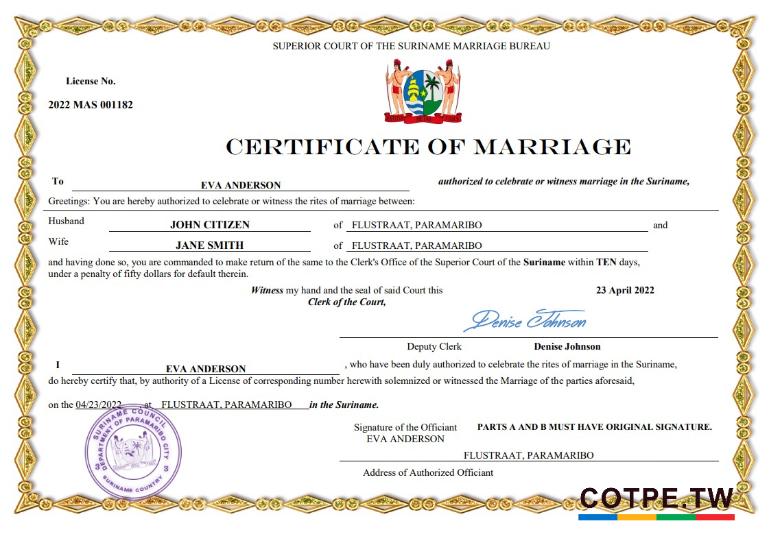 SUPERIOR COURT OF THE SURINAME MARRIAGE BUREAU
License No.
2022 MAS 001182
CERTIFICATE OF MARRIAGE
To EVA ANDERSON authorized to celebrate or witness marriage in the Suriname,
Greetings: You are hereby authorized to celebrate or witness the rites of marriage between:
Husband JOHN CITIZEN of FLUSTRAAT, PARAMARIBO and
Wife JANE SMITH of FLUSTRAAT, PARAMARIBO
and having done so, you are commanded to make return of the same to the Clerk's Office of the Superior Court of the Suriname within TEN days,
under a penalty of fifty dollars for default therein.
Witness my hand and the seal of said Court this 23 April 2022
Clerk of the Court,
Denise Johnson
Deputy Clerk Denise Johnson
I EVA ANDERSON , who have been duly authorized to celebrate the rites of marriage in the Suriname,
do hereby certify that, by authority of a License of corresponding number herewith solemnized or witnessed the Marriage of the parties aforesaid,
on the 04/23/2022 at FLUSTRAAT, PARAMARIBO in the Suriname.
SURINAME COUNCIL
DEPARTMENT OF PARAMARIBO CITY
SURINAME COUNTRY
Signature of the Officiant PARTS A AND B MUST HAVE ORIGINAL SIGNATURE.
EVA ANDERSON
FLUSTRAAT, PARAMARIBO
Address of Authorized Officiant
COTPE.TW